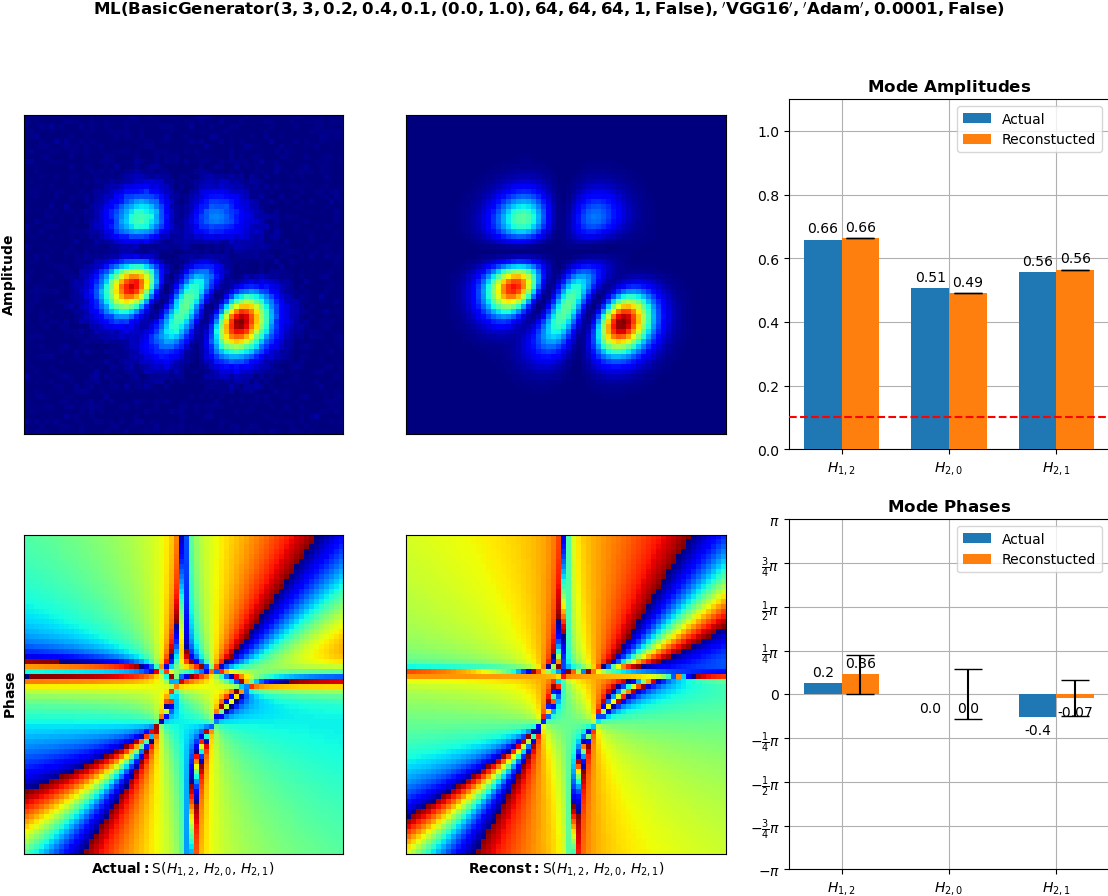 ML(BasicGenerator(3, 3, 0.2, 0.4, 0.1, (0.0, 1.0), 64, 64, 64, 1, False), ′VGG16′, ′Adam′, 0.0001, False)
Amplitude
Mode Amplitudes
Actual
Reconstucted
1.0
0.8
0.6
0.4
0.2
0.0
0.66 0.66
0.51 0.49
0.56 0.56
H1, 2 H2, 0 H2, 1
Phase
Actual: S(H1, 2, H2, 0, H2, 1)
Reconst: S(H1, 2, H2, 0, H2, 1)
Mode Phases
Actual
Reconstucted
π
3/4π
1/2π
1/4π
0
−1/4π
−1/2π
−3/4π
−π
0.2 0.36
0.0 0.0
-0.4 -0.07
H1, 2 H2, 0 H2, 1